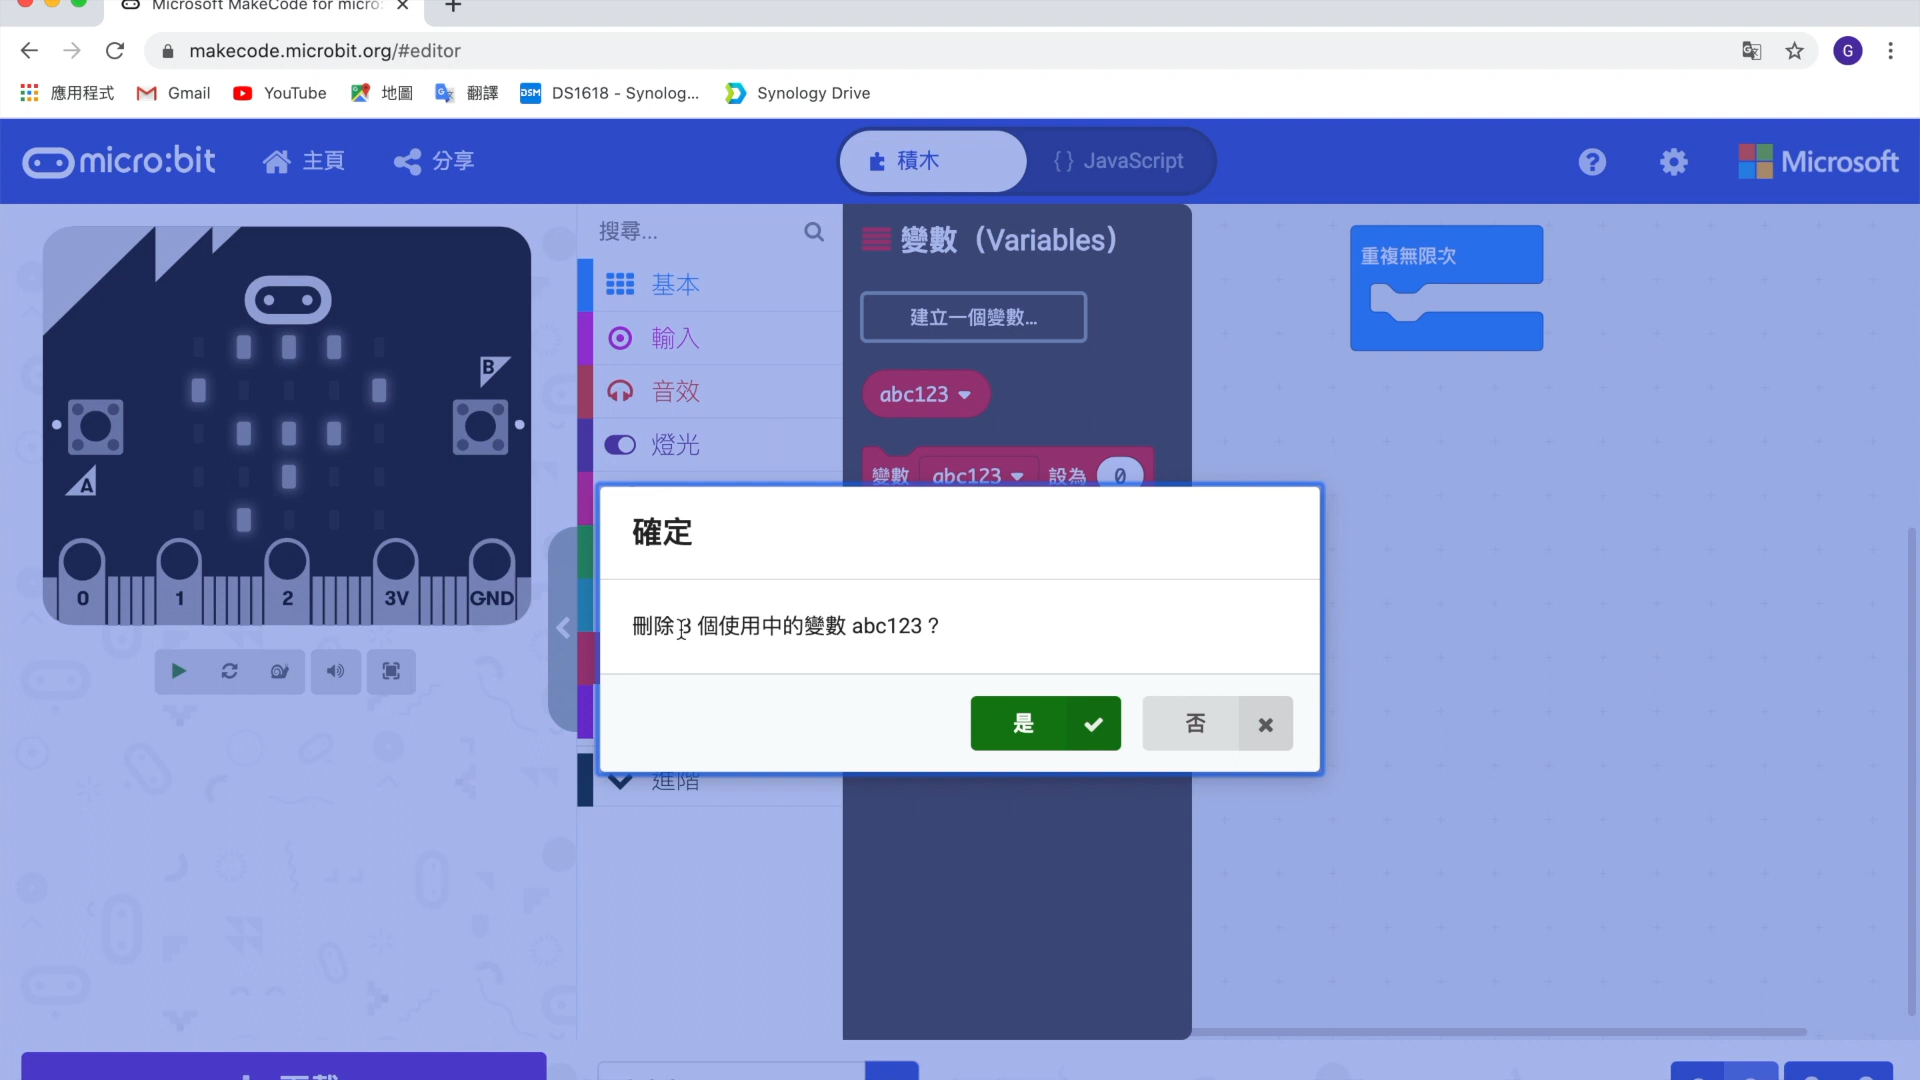 Microsoft MakeCode for micro:
makecode.microbit.org/#editor
應用程式
Gmail
YouTube
地圖
翻譯
DSM
DS1618 - Synolog...
Synology Drive
G
micro:bit
主頁
分享
積木
{ } JavaScript
Microsoft
搜尋...
基本
輸入
音效
燈光
進階
變數（Variables）
建立一個變數...
abc123
變數 abc123 設為 0
重複無限次
B
A
0
1
2
3V
GND
確定
刪除 3 個使用中的變數 abc123？
是
否